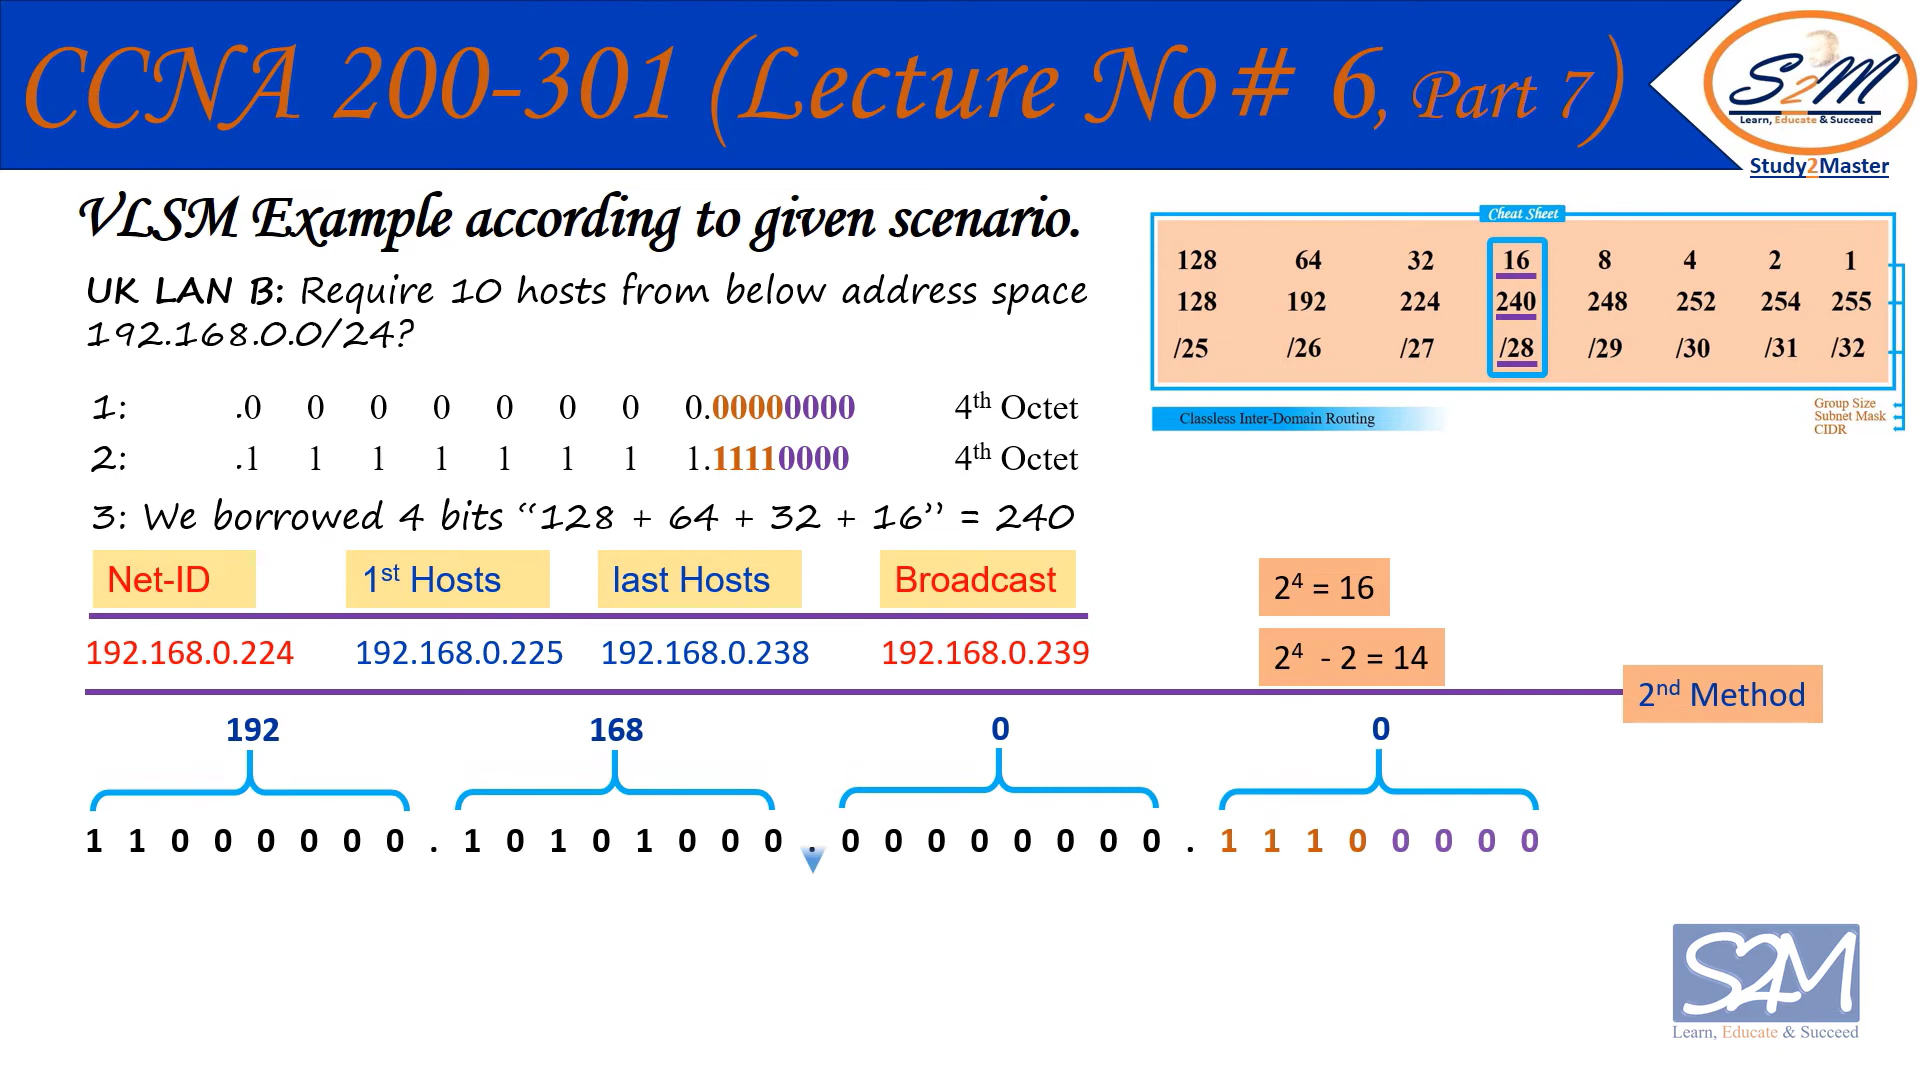 CCNA 200-301 (Lecture No# 6, Part 7)
S2M
Learn, Educate & Succeed
Study2Master
VLSM Example according to given scenario.
UK LAN B: Require 10 hosts from below address space
192.168.0.0/24?
Cheat Sheet
128 64 32 16 8 4 2 1
128 192 224 240 248 252 254 255
/25 /26 /27 /28 /29 /30 /31 /32
Group Size
Subnet Mask
CIDR
Classless Inter-Domain Routing
1: .0 0 0 0 0 0 0 0.00000000 4th Octet
2: .1 1 1 1 1 1 1 1.11110000 4th Octet
3: We borrowed 4 bits “128 + 64 + 32 + 16” = 240
Net-ID 1st Hosts last Hosts Broadcast
192.168.0.224 192.168.0.225 192.168.0.238 192.168.0.239
2⁴ = 16
2⁴ - 2 = 14
2nd Method
192 168 0 0
1 1 0 0 0 0 0 0 . 1 0 1 0 1 0 0 0 . 0 0 0 0 0 0 0 0 . 1 1 1 0 0 0 0 0
S2M
Learn, Educate & Succeed